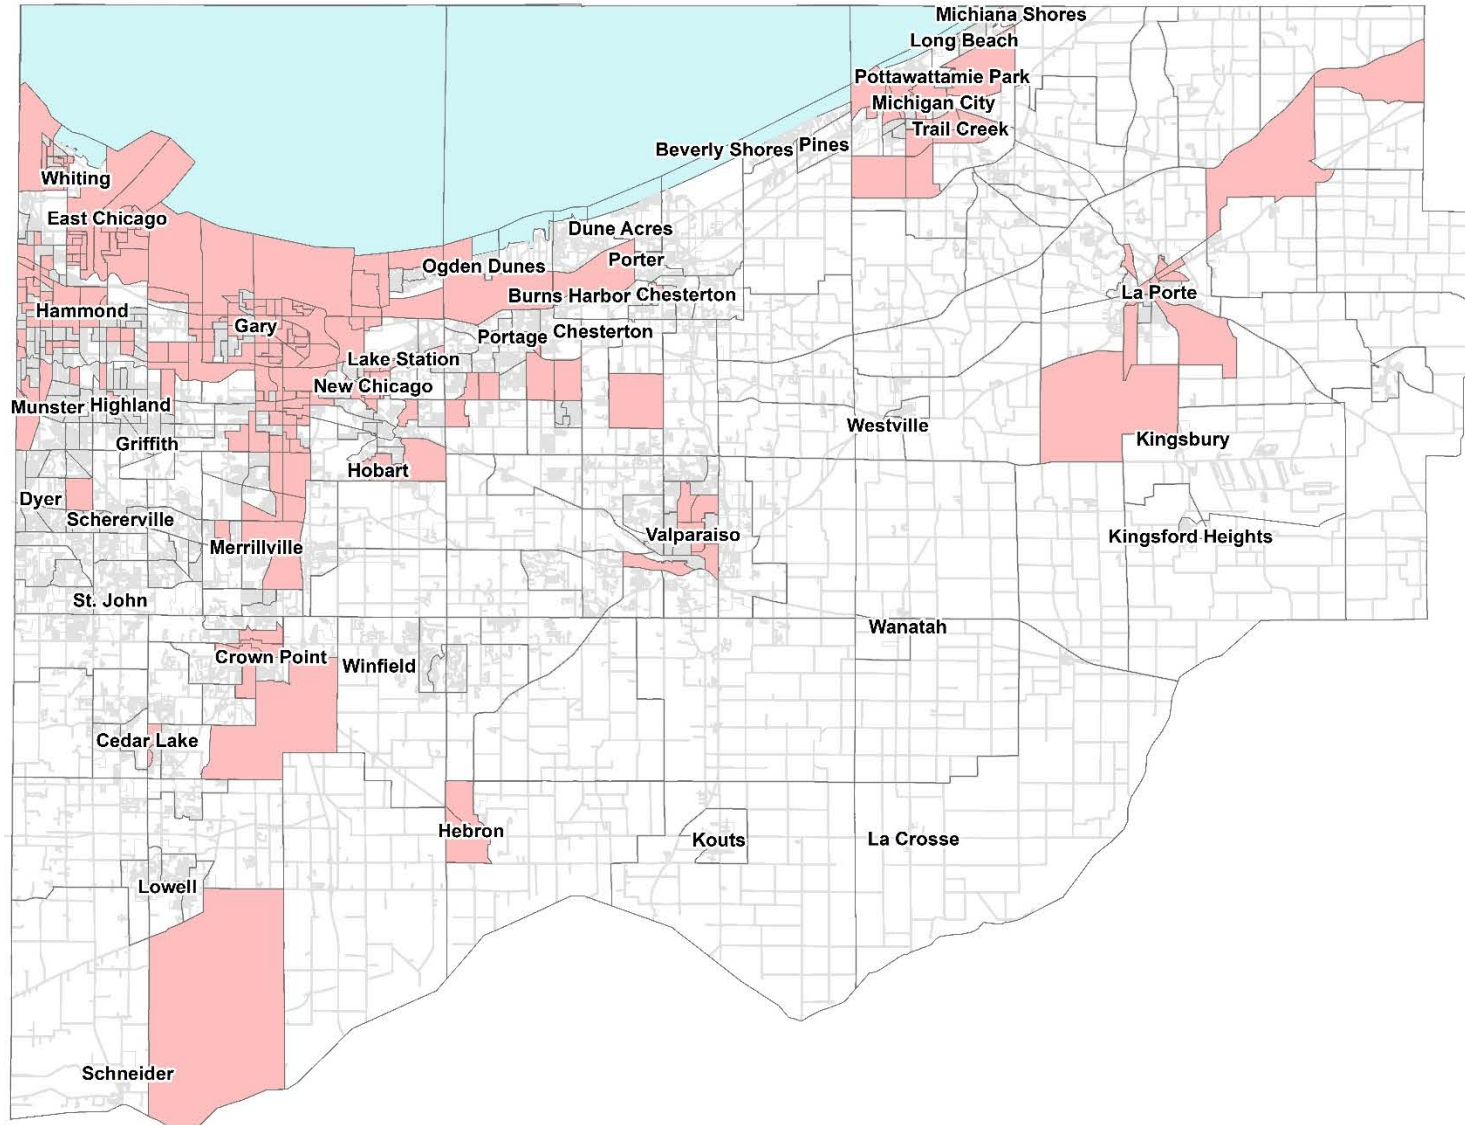 Michiana Shores
Long Beach
Pottawattamie Park
Michigan City
Trail Creek
Beverly Shores
Pines
Whiting
East Chicago
Dune Acres
Ogden Dunes
Porter
La Porte
Burns Harbor
Chesterton
Hammond
Gary
Portage
Chesterton
Lake Station
New Chicago
Munster
Highland
Westville
Griffith
Kingsbury
Hobart
Dyer
Schererville
Valparaiso
Kingsford Heights
Merrillville
St. John
Wanatah
Crown Point
Winfield
Cedar Lake
Hebron
Kouts
La Crosse
Lowell
Schneider